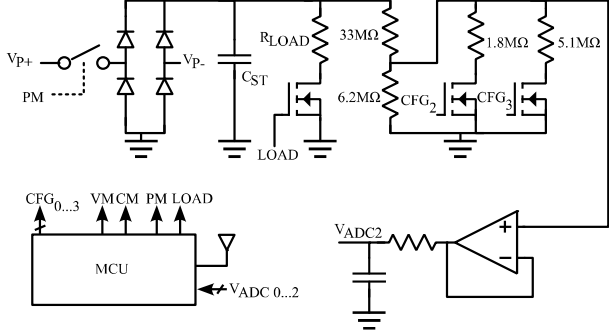 V_P+
PM
V_P-
C_ST
R_LOAD
LOAD
33MΩ
6.2MΩ
1.8MΩ
5.1MΩ
CFG_2
CFG_3
CFG_0...3
VM CM PM LOAD
MCU
V_ADC 0...2
V_ADC2
+
−